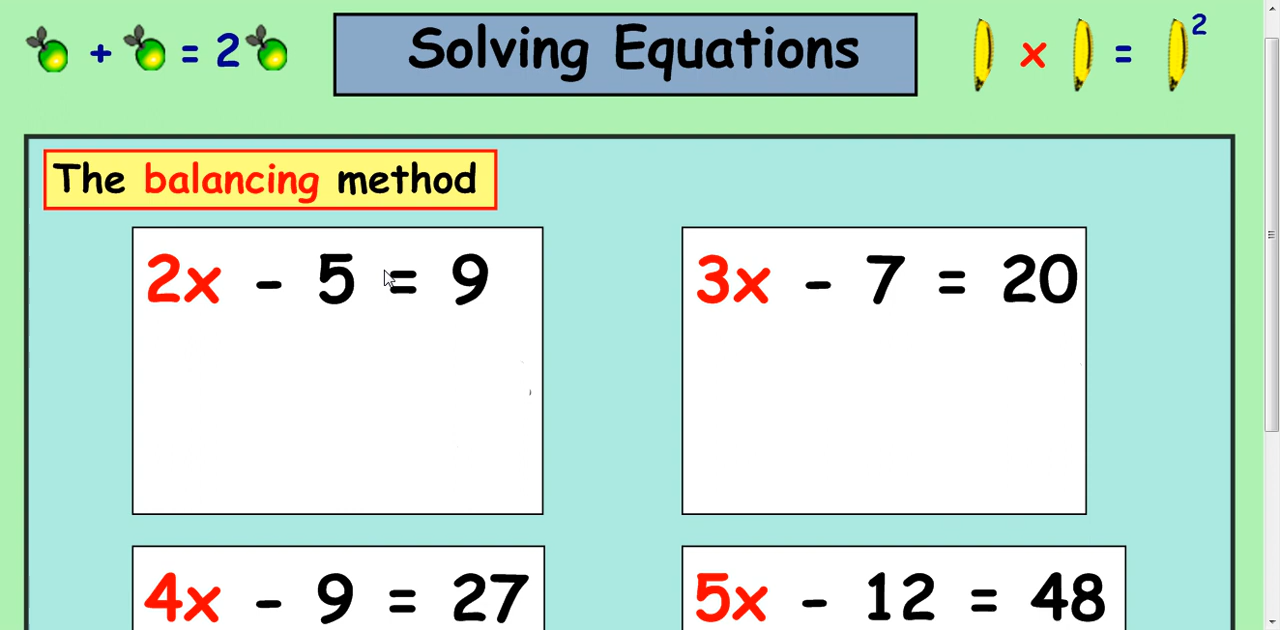 + = 2
Solving Equations
x = 2
The balancing method
2x - 5 = 9
3x - 7 = 20
4x - 9 = 27
5x - 12 = 48